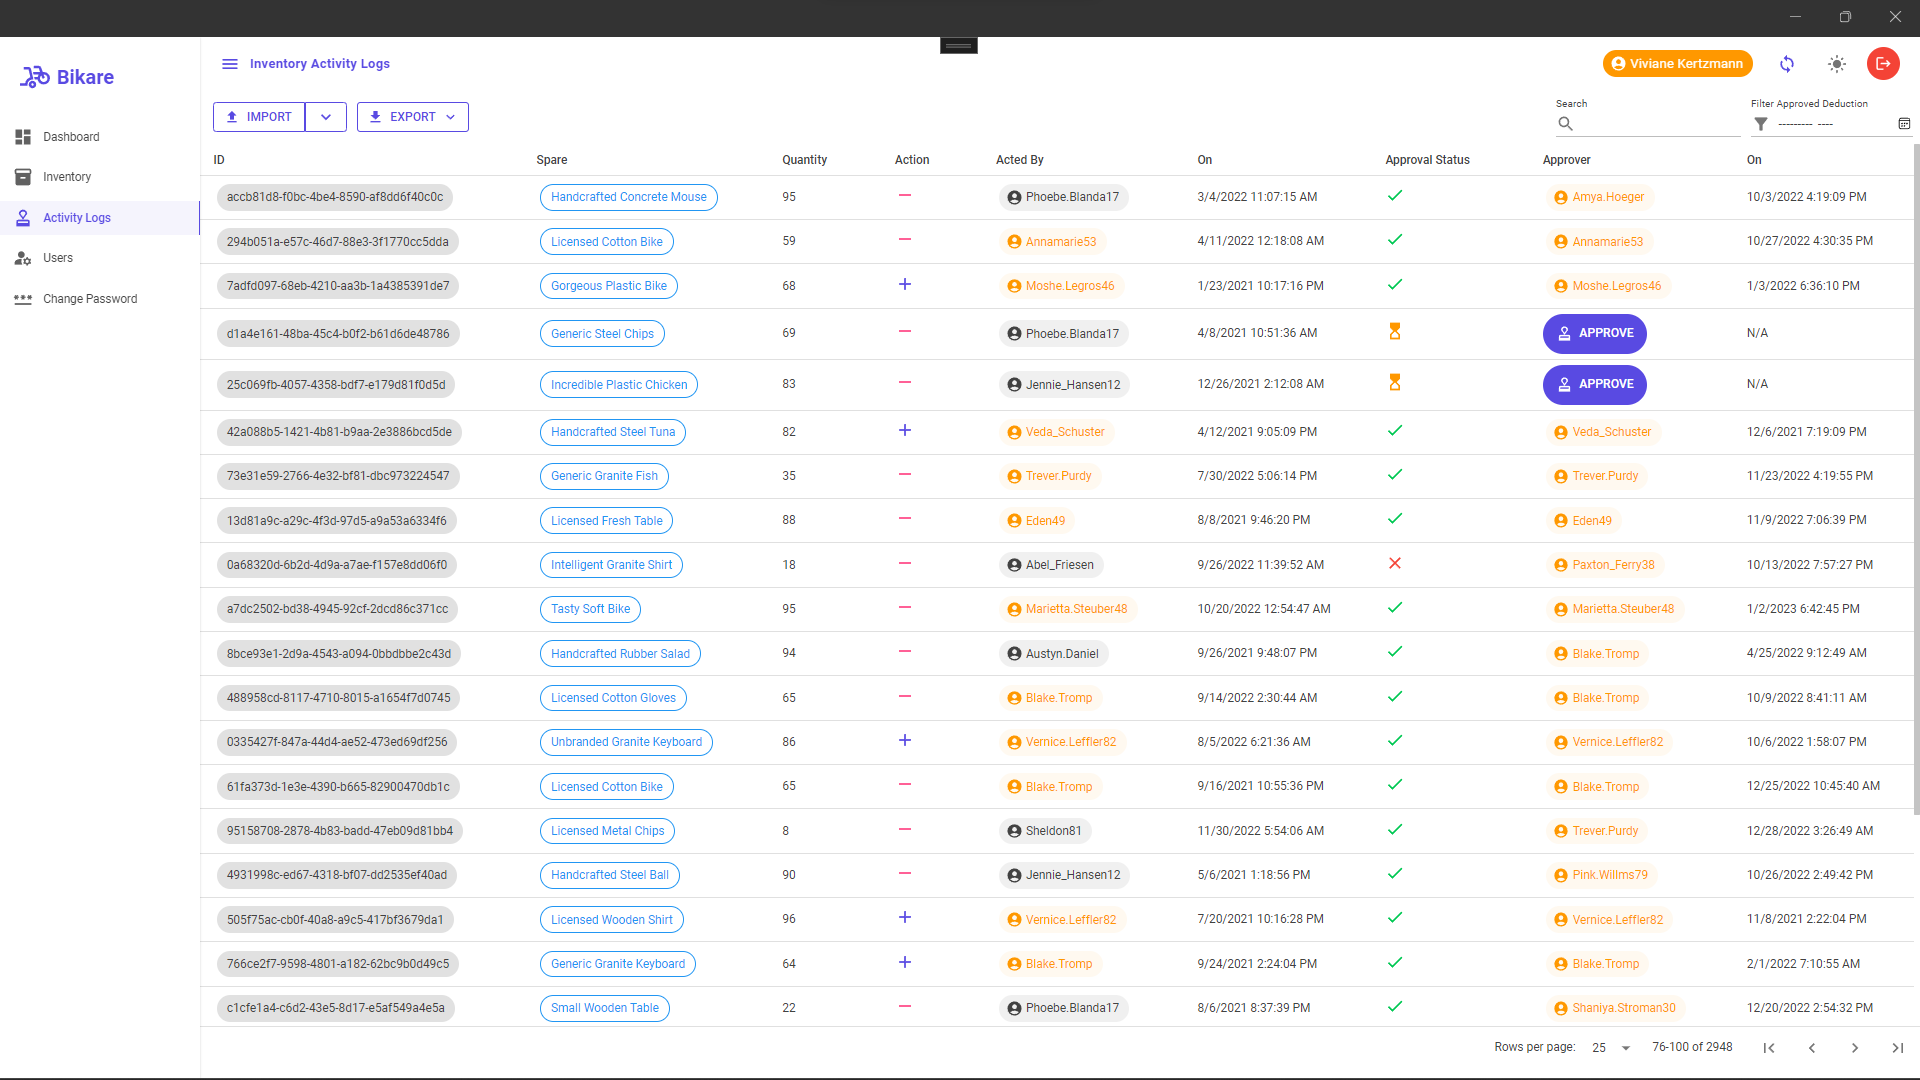 Bikare
Inventory Activity Logs
Viviane Kertzmann
Dashboard
Inventory
Activity Logs
Users
Change Password
IMPORT
EXPORT
Search
Filter Approved Deduction
--------- ----
ID Spare Quantity Action Acted By On Approval Status Approver On
accb81d8-f0bc-4be4-8590-af8dd6f40c0c Handcrafted Concrete Mouse 95 Phoebe.Blanda17 3/4/2022 11:07:15 AM Amya.Hoeger 10/3/2022 4:19:09 PM
294b051a-e57c-46d7-88e3-3f1770cc5dda Licensed Cotton Bike 59 Annamarie53 4/11/2022 12:18:08 AM Annamarie53 10/27/2022 4:30:35 PM
7adfd097-68eb-4210-aa3b-1a4385391de7 Gorgeous Plastic Bike 68 Moshe.Legros46 1/23/2021 10:17:16 PM Moshe.Legros46 1/3/2022 6:36:10 PM
d1a4e161-48ba-45c4-b0f2-b61d6de48786 Generic Steel Chips 69 Phoebe.Blanda17 4/8/2021 10:51:36 AM APPROVE N/A
25c069fb-4057-4358-bdf7-e179d81f0d5d Incredible Plastic Chicken 83 Jennie_Hansen12 12/26/2021 2:12:08 AM APPROVE N/A
42a088b5-1421-4b81-b9aa-2e3886bcd5de Handcrafted Steel Tuna 82 Veda_Schuster 4/12/2021 9:05:09 PM Veda_Schuster 12/6/2021 7:19:09 PM
73e31e59-2766-4e32-bf81-dbc973224547 Generic Granite Fish 35 Trever.Purdy 7/30/2022 5:06:14 PM Trever.Purdy 11/23/2022 4:19:55 PM
13d81a9c-a29c-4f3d-97d5-a9a53a6334f6 Licensed Fresh Table 88 Eden49 8/8/2021 9:46:20 PM Eden49 11/9/2022 7:06:39 PM
0a68320d-6b2d-4d9a-a7ae-f157e8dd06f0 Intelligent Granite Shirt 18 Abel_Friesen 9/26/2022 11:39:52 AM Paxton_Ferry38 10/13/2022 7:57:27 PM
a7dc2502-bd38-4945-92cf-2dcd86c371cc Tasty Soft Bike 95 Marietta.Steuber48 10/20/2022 12:54:47 AM Marietta.Steuber48 1/2/2023 6:42:45 PM
8bce93e1-2d9a-4543-a094-0bbdbbe2c43d Handcrafted Rubber Salad 94 Austyn.Daniel 9/26/2021 9:48:07 PM Blake.Tromp 4/25/2022 9:12:49 AM
488958cd-8117-4710-8015-a1654f7d0745 Licensed Cotton Gloves 65 Blake.Tromp 9/14/2022 2:30:44 AM Blake.Tromp 10/9/2022 8:41:11 AM
0335427f-847a-44d4-ae52-473ed69df256 Unbranded Granite Keyboard 86 Vernice.Leffler82 8/5/2022 6:21:36 AM Vernice.Leffler82 10/6/2022 1:58:07 PM
61fa373d-1e3e-4390-b665-82900470db1c Licensed Cotton Bike 65 Blake.Tromp 9/16/2021 10:55:36 PM Blake.Tromp 12/25/2022 10:45:40 AM
95158708-2878-4b83-badd-47eb09d81bb4 Licensed Metal Chips 8 Sheldon81 11/30/2022 5:54:06 AM Trever.Purdy 12/28/2022 3:26:49 AM
4931998c-ed67-4318-bf07-dd2535ef40ad Handcrafted Steel Ball 90 Jennie_Hansen12 5/6/2021 1:18:56 PM Pink.Willms79 10/26/2022 2:49:42 PM
505f75ac-cb0f-40a8-a9c5-417bf3679da1 Licensed Wooden Shirt 96 Vernice.Leffler82 7/20/2021 10:16:28 PM Vernice.Leffler82 11/8/2021 2:22:04 PM
766ce2f7-9598-4801-a182-62bc9b0d49c5 Generic Granite Keyboard 64 Blake.Tromp 9/24/2021 2:24:04 PM Blake.Tromp 2/1/2022 7:10:55 AM
c1cfe1a4-c6d2-43e5-8d17-e5af549a4e5a Small Wooden Table 22 Phoebe.Blanda17 8/6/2021 8:37:39 PM Shaniya.Stroman30 12/20/2022 2:54:32 PM
Rows per page: 25 76-100 of 2948